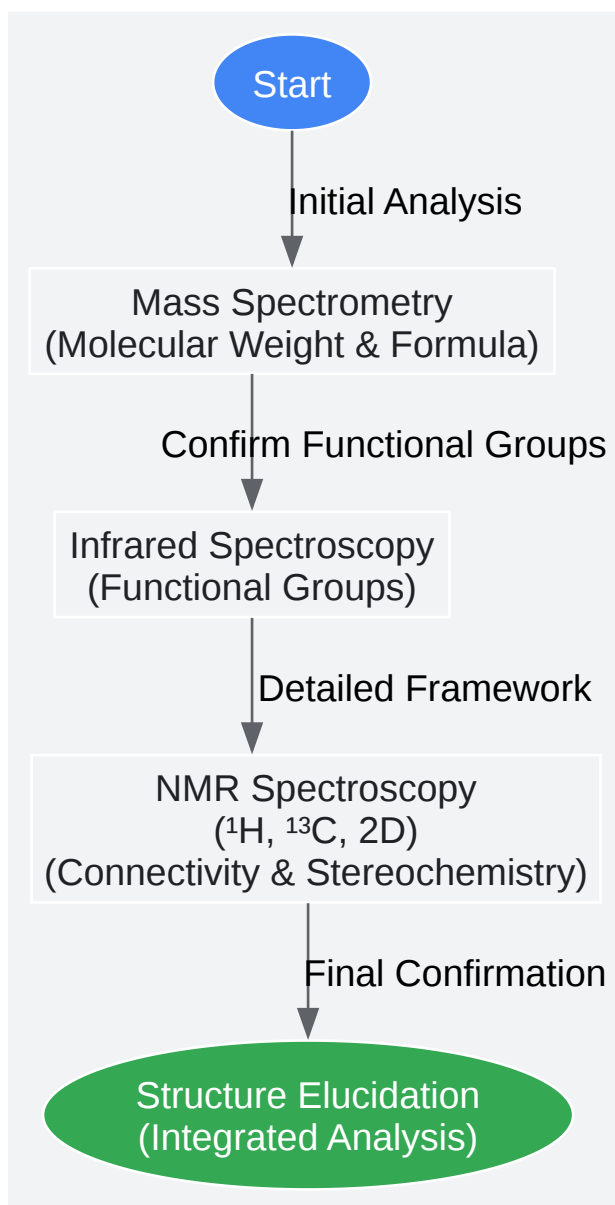 Start
Initial Analysis
Mass Spectrometry
(Molecular Weight & Formula)
Confirm Functional Groups
Infrared Spectroscopy
(Functional Groups)
Detailed Framework
NMR Spectroscopy
(¹H, ¹³C, 2D)
(Connectivity & Stereochemistry)
Final Confirmation
Structure Elucidation
(Integrated Analysis)